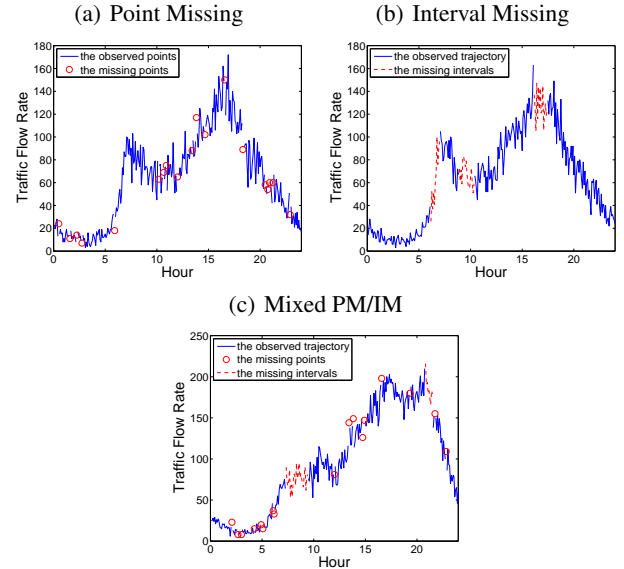 (a) Point Missing
(b) Interval Missing
180
160
140
120
100
80
60
40
20
0
Traffic Flow Rate
the observed points
the missing points
0
5
10
15
20
Hour
180
160
140
120
100
80
60
40
20
0
Traffic Flow Rate
the observed trajectory
the missing intervals
0
5
10
15
20
Hour
(c) Mixed PM/IM
250
200
150
100
50
0
Traffic Flow Rate
the observed trajectory
the missing points
the missing intervals
0
5
10
15
20
Hour